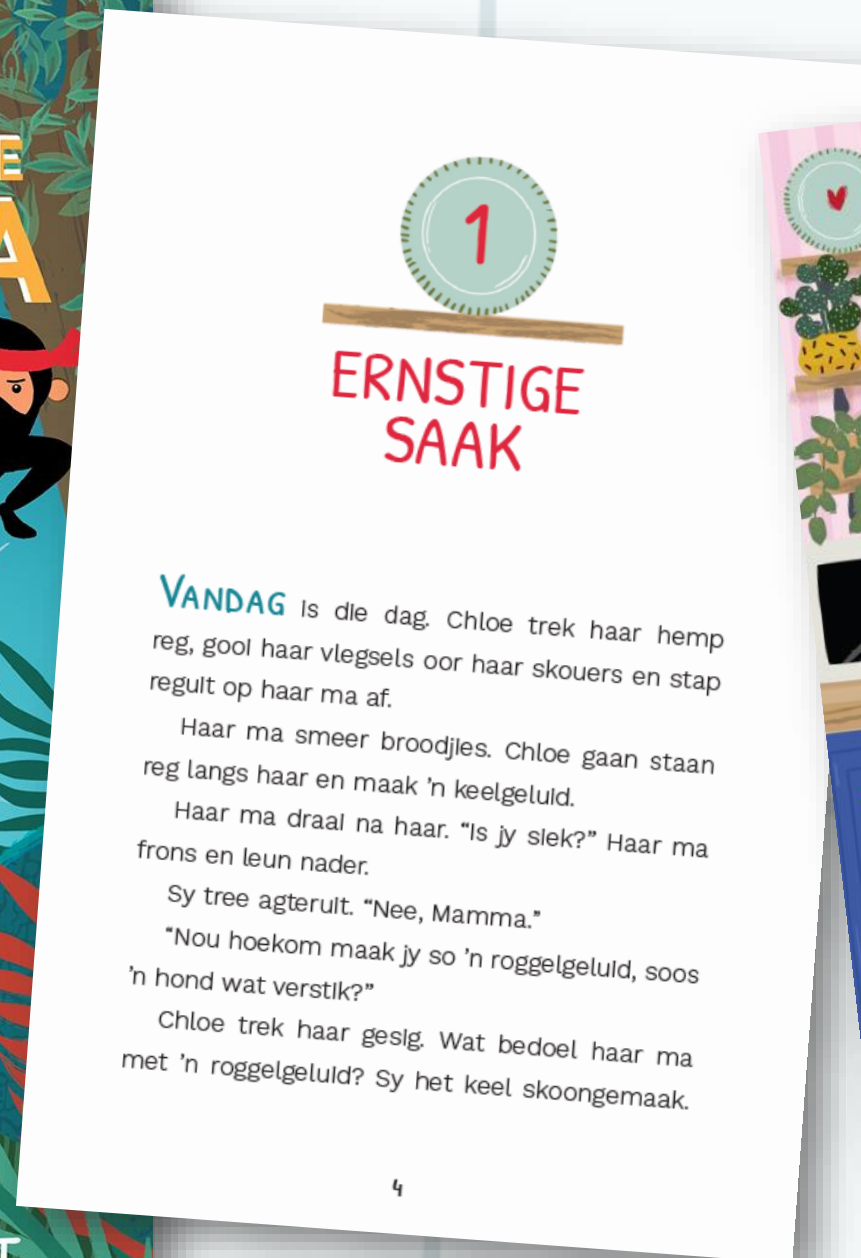 E
A
T
1
ERNSTIGE
SAAK
VANDAG is die dag. Chloe trek haar hemp
reg, gooi haar vlegsels oor haar skouers en stap
reguit op haar ma af.
Haar ma smeer broodjies. Chloe gaan staan
reg langs haar en maak ’n keelgeluid.
Haar ma draai na haar. “Is jy siek?” Haar ma
frons en leun nader.
Sy tree agteruit. “Nee, Mamma.”
“Nou hoekom maak jy so ’n roggelgeluid, soos
’n hond wat verstik?”
Chloe trek haar gesig. Wat bedoel haar ma
met ’n roggelgeluid? Sy het keel skoongemaak.
4